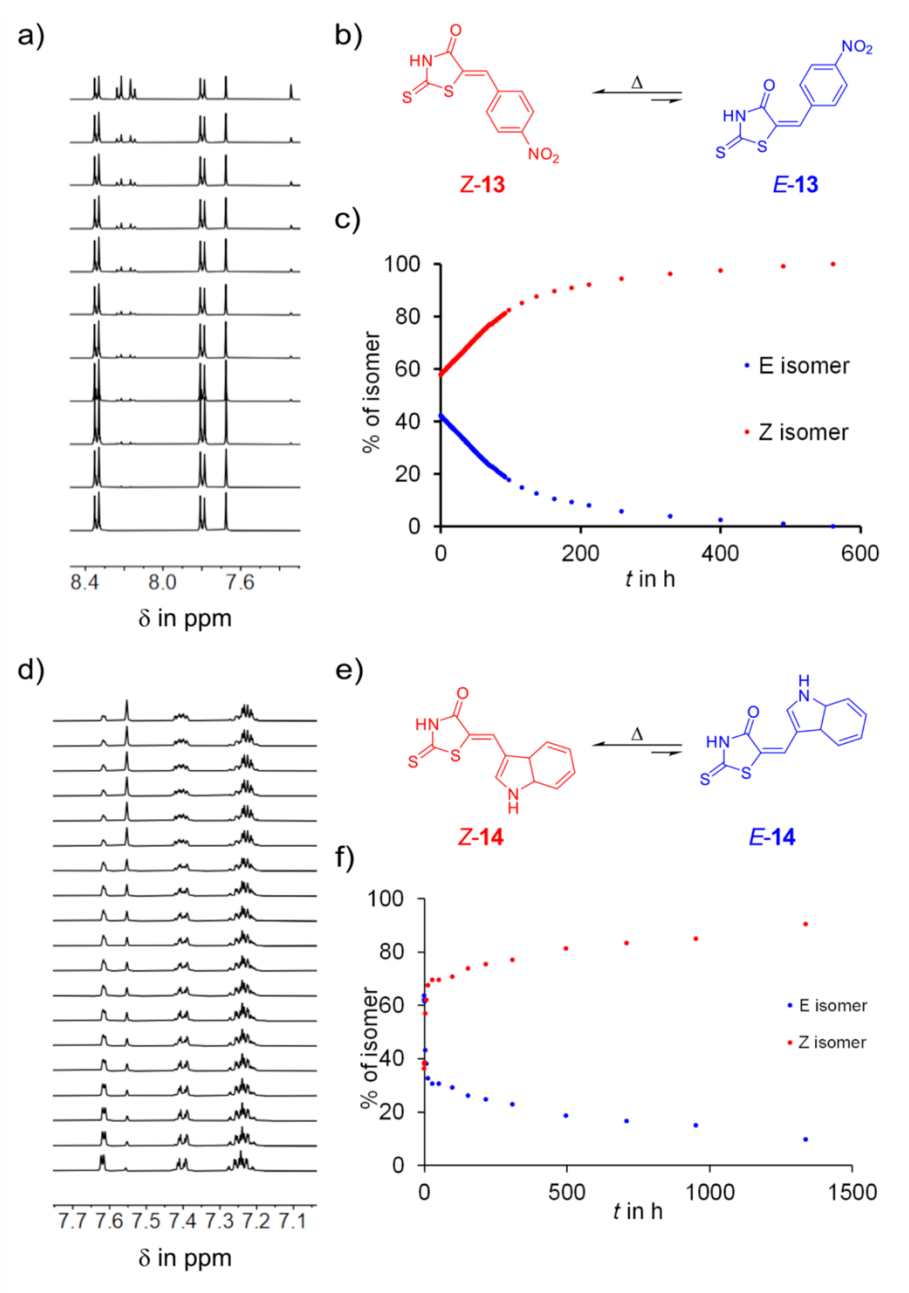 a)
b)
O
HN
S
S
NO2
Z-13
Δ
NO2
O
HN
S
S
E-13
8.4 8.0 7.6
δ in ppm
c)
100
80
60
40
20
0
% of isomer
E isomer
Z isomer
0 200 400 600
t in h
d)
e)
O
HN
S
S
N
H
Z-14
Δ
H
N
O
HN
S
S
E-14
7.7 7.6 7.5 7.4 7.3 7.2 7.1
δ in ppm
f)
100
80
60
40
20
0
% of isomer
E isomer
Z isomer
0 500 1000 1500
t in h